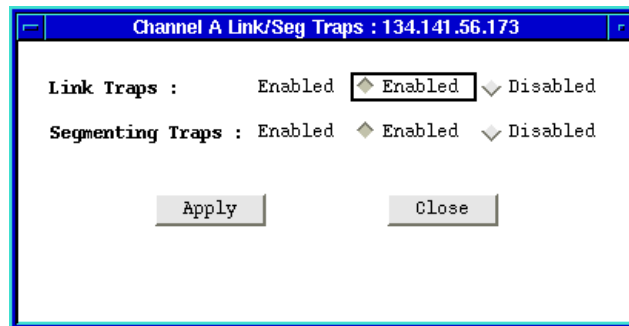 Channel A Link/Seg Traps : 134.141.56.173
Link Traps : Enabled Enabled Disabled
Segmenting Traps : Enabled Enabled Disabled
Apply Close